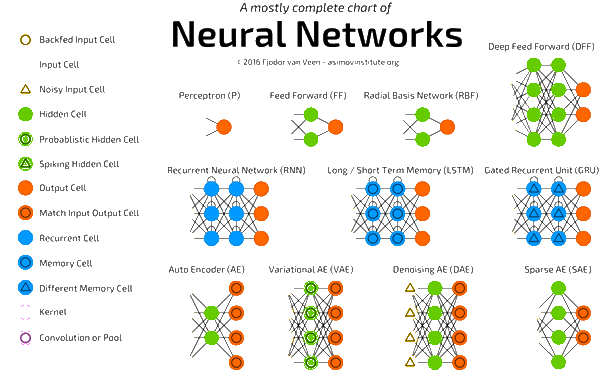 A mostly complete chart of
Neural Networks
©2016 Fjodor van Veen - asimovinstitute.org
Deep Feed Forward (DFF)
Backfed Input Cell
Input Cell
Noisy Input Cell
Hidden Cell
Probablistic Hidden Cell
Spiking Hidden Cell
Output Cell
Match Input Output Cell
Recurrent Cell
Memory Cell
Different Memory Cell
Kernel
Convolution or Pool
Perceptron (P)
Feed Forward (FF)
Radial Basis Network (RBF)
Recurrent Neural Network (RNN)
Long / Short Term Memory (LSTM)
Gated Recurrent Unit (GRU)
Auto Encoder (AE)
Variational AE (VAE)
Denoising AE (DAE)
Sparse AE (SAE)